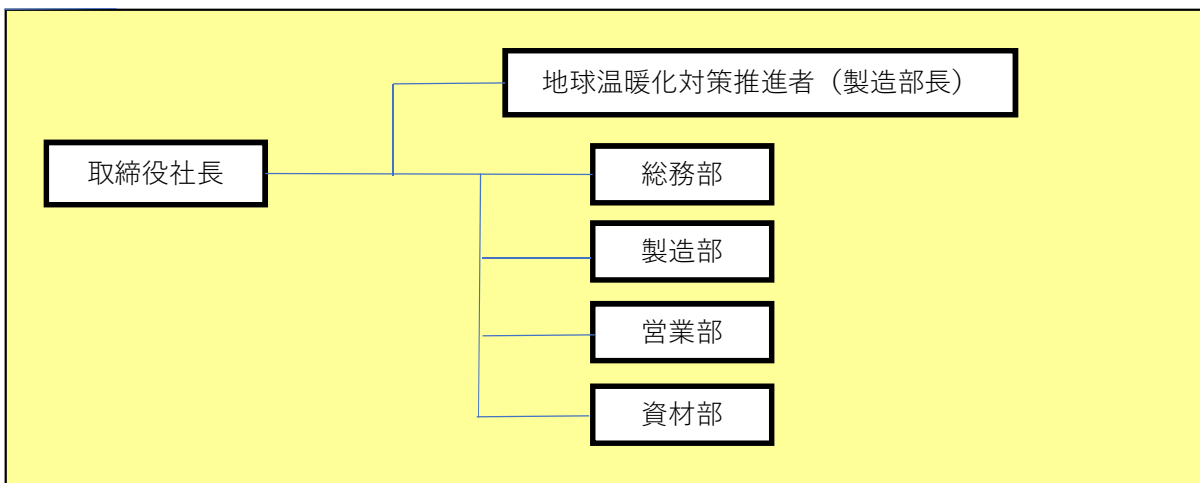 地球温暖化対策推進者（製造部長）
取締役社長
総務部
製造部
営業部
資材部